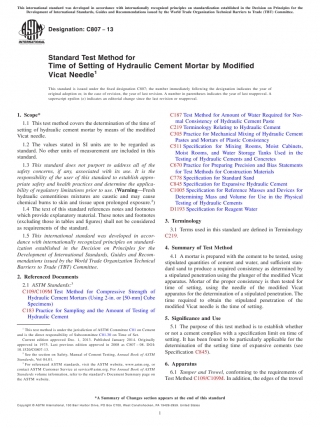 This international standard was developed in accordance with internationally recognized principles on standardization established in the Decision on Principles for the
Development of International Standards, Guides and Recommendations issued by the World Trade Organization Technical Barriers to Trade (TBT) Committee.
Designation: C807 − 13
INTERNATIONAL
Standard Test Method for
Time of Setting of Hydraulic Cement Mortar by Modified
Vicat Needle1
This standard is issued under the fixed designation C807; the number immediately following the designation indicates the year of
original adoption or, in the case of revision, the year of last revision. A number in parentheses indicates the year of last reapproval. A
superscript epsilon (ε) indicates an editorial change since the last revision or reapproval.
1. Scope*
1.1 This test method covers the determination of the time of
setting of hydraulic cement mortar by means of the modified
Vicat needle.
1.2 The values stated in SI units are to be regarded as
standard. No other units of measurement are included in this
standard.
1.3 This standard does not purport to address all of the
safety concerns, if any, associated with its use. It is the
responsibility of the user of this standard to establish appro-
priate safety and health practices and determine the applica-
bility of regulatory limitations prior to use. (Warning—Fresh
hydraulic cementitious mixtures are caustic and may cause
chemical burns to skin and tissue upon prolonged exposure.2)
1.4 The text of this standard references notes and footnotes
which provide explanatory material. These notes and footnotes
(excluding those in tables and figures) shall not be considered
as requirements of the standard.
1.5 This international standard was developed in accor-
dance with internationally recognized principles on standard-
ization established in the Decision on Principles for the
Development of International Standards, Guides and Recom-
mendations issued by the World Trade Organization Technical
Barriers to Trade (TBT) Committee.
2. Referenced Documents
2.1 ASTM Standards:3
C109/C109M Test Method for Compressive Strength of
Hydraulic Cement Mortars (Using 2-in. or [50-mm] Cube
Specimens)
C183 Practice for Sampling and the Amount of Testing of
Hydraulic Cement
1 This test method is under the jurisdiction of ASTM Committee C01 on Cement
and is the direct responsibility of Subcommittee C01.30 on Time of Set.
Current edition approved Dec. 1, 2013. Published January 2014. Originally
approved in 1975. Last previous edition approved in 2008 as C807 – 08. DOI:
10.1520/C0807-13.
2 See the section on Safety, Manual of Cement Testing, Annual Book of ASTM
Standards, Vol 04.01.
3 For referenced ASTM standards, visit the ASTM website, www.astm.org, or
contact ASTM Customer Service at service@astm.org. For Annual Book of ASTM
Standards volume information, refer to the standard's Document Summary page on
the ASTM website.
C187 Test Method for Amount of Water Required for Nor-
mal Consistency of Hydraulic Cement Paste
C219 Terminology Relating to Hydraulic Cement
C305 Practice for Mechanical Mixing of Hydraulic Cement
Pastes and Mortars of Plastic Consistency
C511 Specification for Mixing Rooms, Moist Cabinets,
Moist Rooms, and Water Storage Tanks Used in the
Testing of Hydraulic Cements and Concretes
C670 Practice for Preparing Precision and Bias Statements
for Test Methods for Construction Materials
C778 Specification for Standard Sand
C845 Specification for Expansive Hydraulic Cement
C1005 Specification for Reference Masses and Devices for
Determining Mass and Volume for Use in the Physical
Testing of Hydraulic Cements
D1193 Specification for Reagent Water
3. Terminology
3.1 Terms used in this standard are defined in Terminology
C219.
4. Summary of Test Method
4.1 A mortar is prepared with the cement to be tested, using
stipulated quantities of cement and water, and sufficient stan-
dard sand to produce a required consistency as determined by
a stipulated penetration using the plunger of the modified Vicat
apparatus. Mortar of the proper consistency is then tested for
time of setting, using the needle of the modified Vicat
apparatus for the determination of a stipulated penetration. The
time required to obtain the stipulated penetration of the
modified Vicat needle is the time of setting.
5. Significance and Use
5.1 The purpose of this test method is to establish whether
or not a cement complies with a specification limit on time of
setting. It has been found to be particularly applicable for the
determination of the setting time of expansive cements (see
Specification C845).
6. Apparatus
6.1 Tamper and Trowel, conforming to the requirements of
Test Method C109/C109M. In addition, the edges of the trowel
*A Summary of Changes section appears at the end of this standard
Copyright © ASTM International, 100 Barr Harbor Drive, PO Box C700, West Conshohocken, PA 19428-2959. United States
1